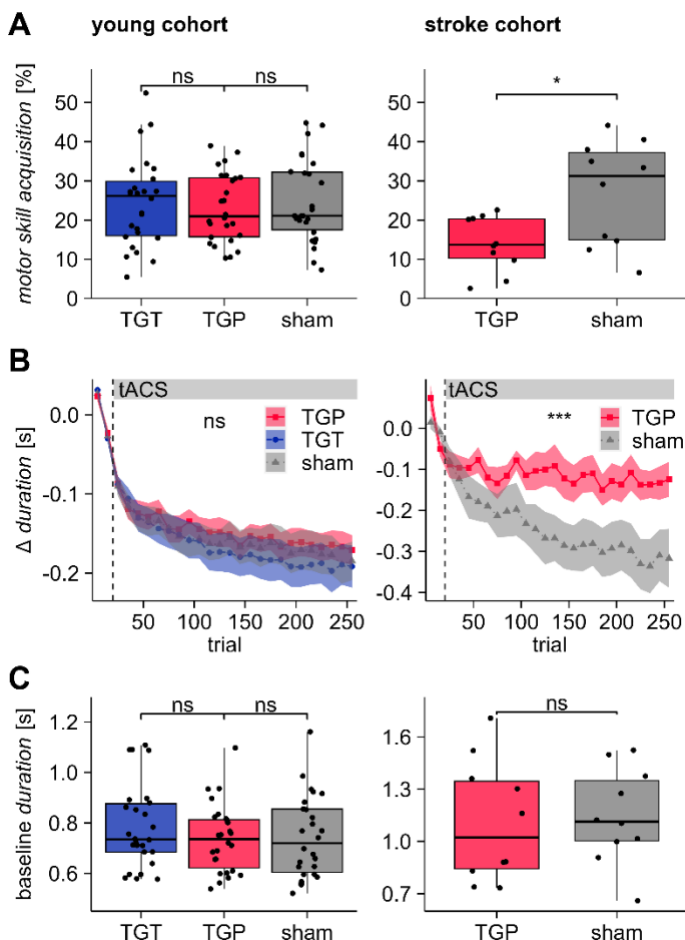 A
young cohort
stroke cohort
motor skill acquisition [%]
50
40
30
20
10
0
ns
ns
TGT
TGP
sham
50
40
30
20
10
0
*
TGP
sham
B
Δ duration [s]
0.0
-0.1
-0.2
tACS
ns
TGP
TGT
sham
50
100
150
200
250
trial
0.0
-0.1
-0.2
-0.3
-0.4
tACS
***
TGP
sham
50
100
150
200
250
trial
C
baseline duration [s]
1.2
1.0
0.8
0.6
ns
ns
TGT
TGP
sham
1.6
1.3
1.0
0.7
ns
TGP
sham